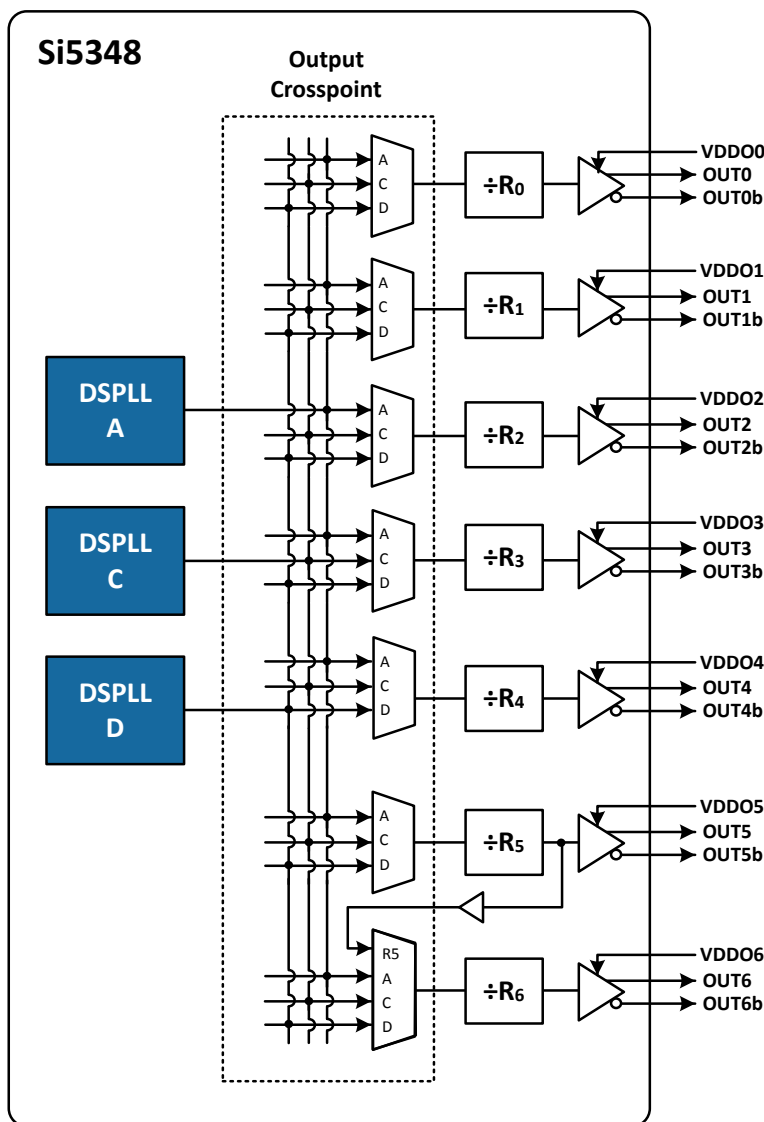 Si5348
Output
Crosspoint
A
C
D
÷R0
VDDO0
OUT0
OUT0b
A
C
D
÷R1
VDDO1
OUT1
OUT1b
DSPLL
A
A
C
D
÷R2
VDDO2
OUT2
OUT2b
DSPLL
C
A
C
D
÷R3
VDDO3
OUT3
OUT3b
DSPLL
D
A
C
D
÷R4
VDDO4
OUT4
OUT4b
A
C
D
÷R5
VDDO5
OUT5
OUT5b
R5
A
C
D
÷R6
VDDO6
OUT6
OUT6b